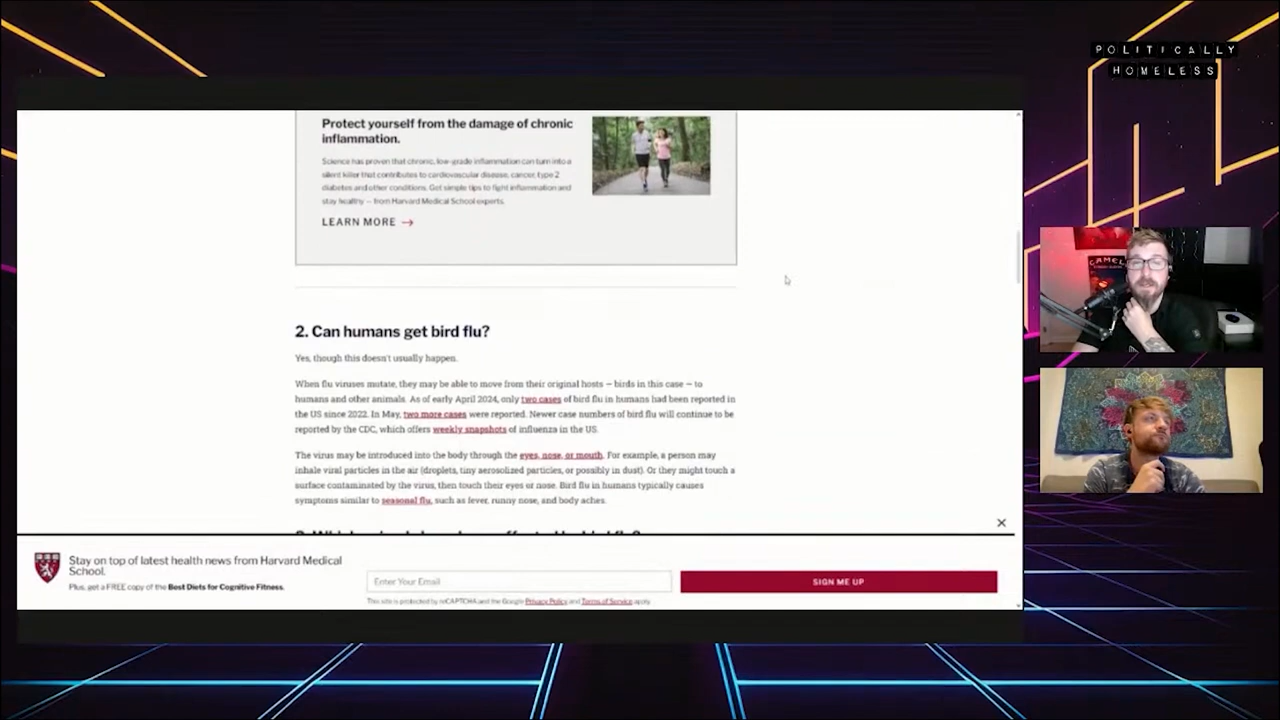 POLITICALLY
HOMELESS
Protect yourself from the damage of chronic
inflammation.
Science has proven that chronic, low-grade inflammation can turn into a
silent killer that contributes to cardiovascular disease, cancer, type 2
diabetes and other conditions. Get simple tips to fight inflammation and
stay healthy -- from Harvard Medical School experts.
LEARN MORE →
CAMEL
2. Can humans get bird flu?
Yes, though this doesn't usually happen.
When flu viruses mutate, they may be able to move from their original hosts — birds in this case — to
humans and other animals. As of early April 2024, only two cases of bird flu in humans had been reported in
the US since 2022. In May, two more cases were reported. Newer case numbers of bird flu will continue to be
reported by the CDC, which offers weekly snapshots of influenza in the US.
The virus may be introduced into the body through the eyes, nose, or mouth. For example, a person may
inhale viral particles in the air (droplets, tiny aerosolized particles, or possibly in dust). Or they might touch a
surface contaminated by the virus, then touch their eyes or nose. Bird flu in humans typically causes
symptoms similar to seasonal flu, such as fever, runny nose, and body aches.
Stay on top of latest health news from Harvard Medical
School.
Plus, get a FREE copy of the Best Diets for Cognitive Fitness.
Enter Your Email
SIGN ME UP
This site is protected by reCAPTCHA and the Google Privacy Policy and Terms of Service apply.